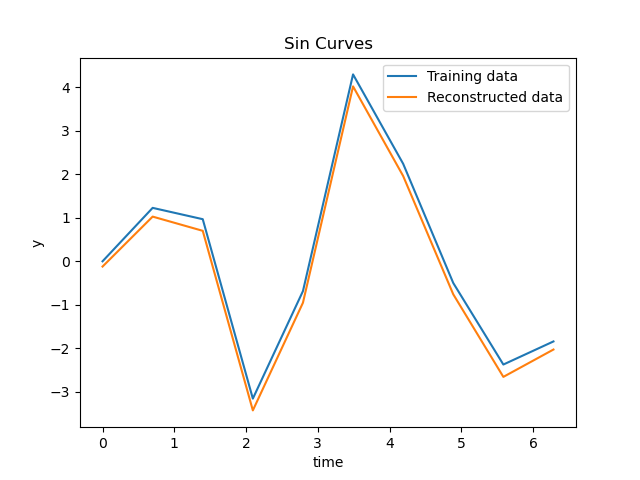 Sin Curves
Training data
Reconstructed data
4
3
2
1
0
−1
−2
−3
y
0 1 2 3 4 5 6
time